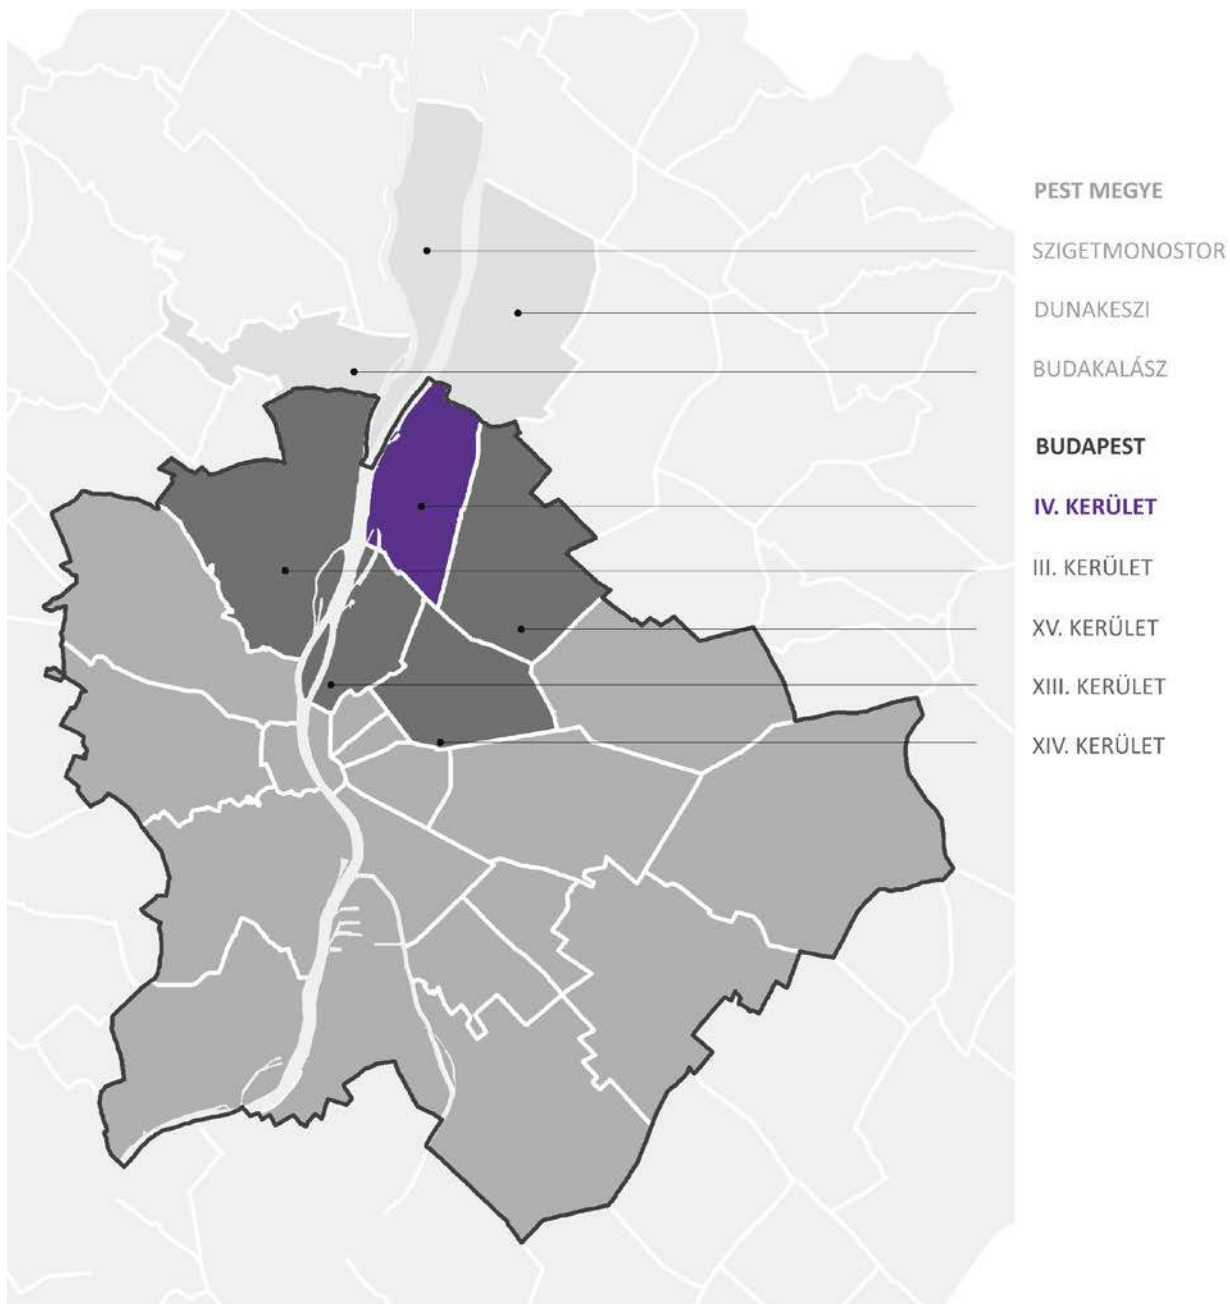 PEST MEGYE
SZIGETMONOSTOR
DUNAKESZI
BUDAKALÁSZ
BUDAPEST
IV. KERÜLET
III. KERÜLET
XV. KERÜLET
XIII. KERÜLET
XIV. KERÜLET